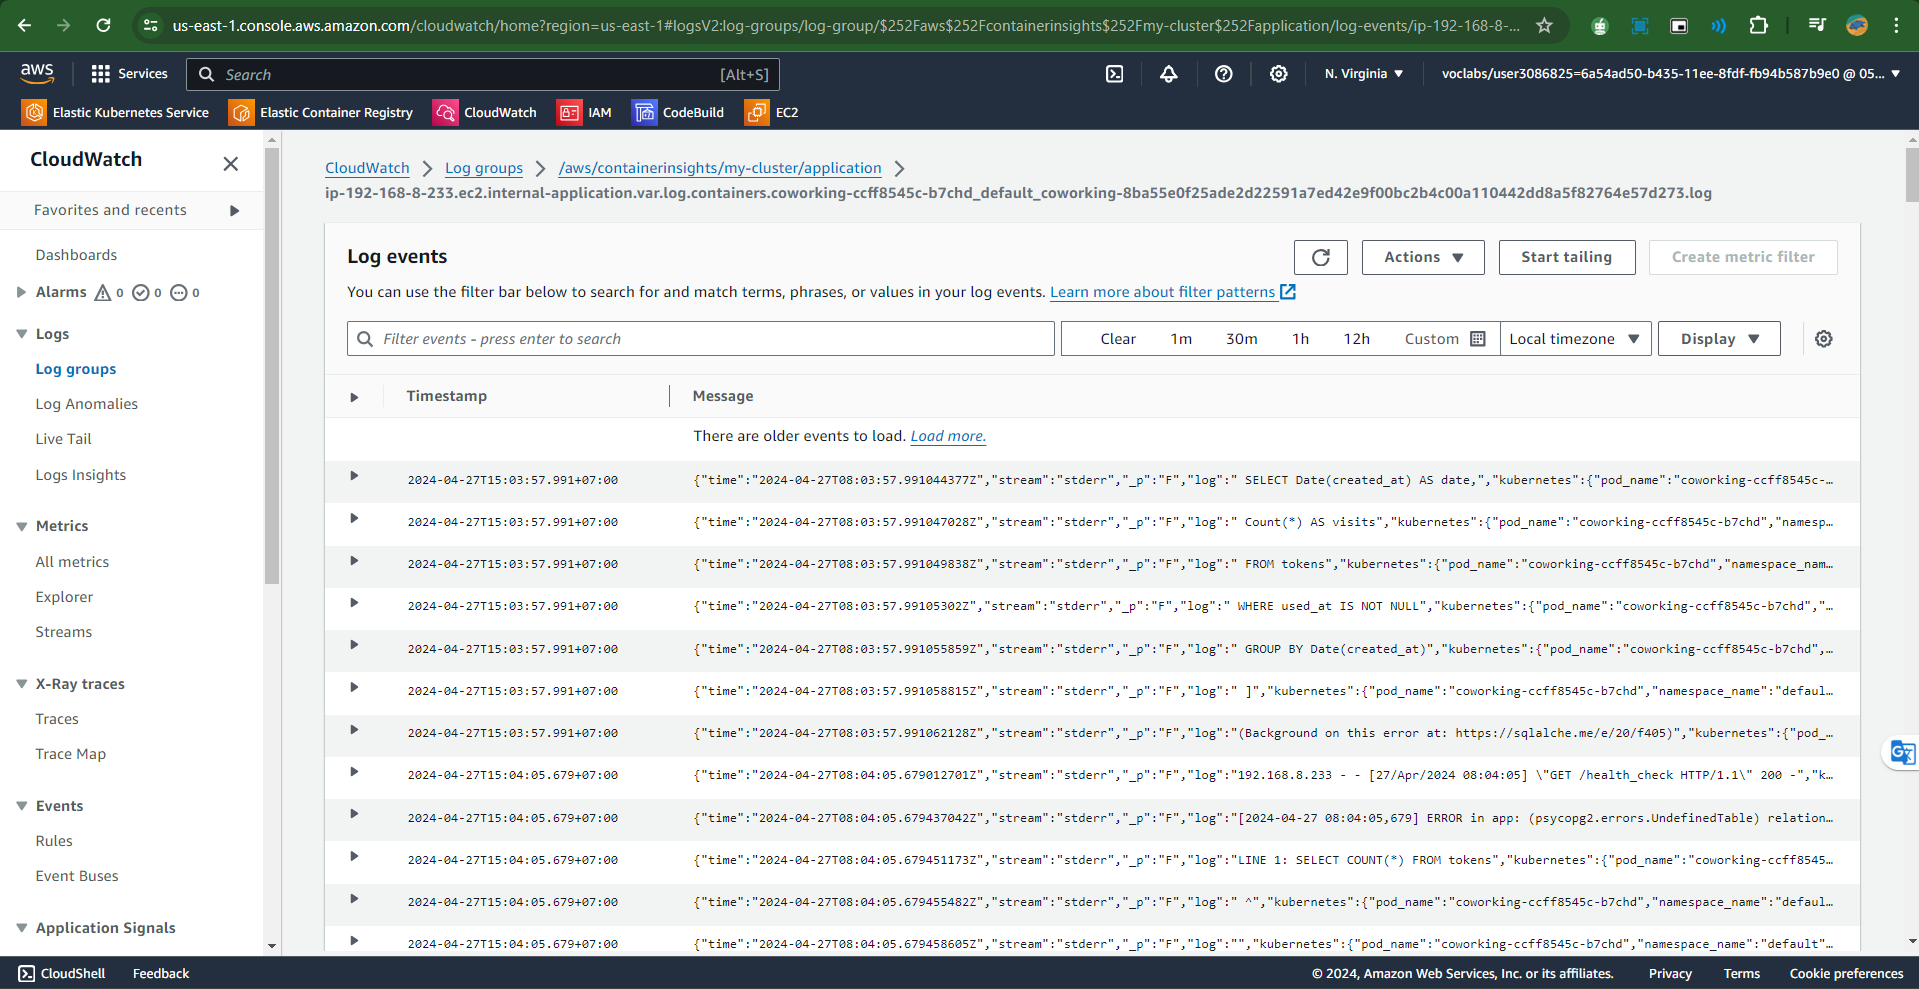 us-east-1.console.aws.amazon.com/cloudwatch/home?region=us-east-1#logsV2:log-groups/log-group/$252Faws$252Fcontainerinsights$252Fmy-cluster$252Fapplication/log-events/ip-192-168-8-...
aws Services Search [Alt+S] N. Virginia voclabs/user3086825=6a54ad50-b435-11ee-8fdf-fb94b587b9e0 @ 05...
Elastic Kubernetes Service Elastic Container Registry CloudWatch IAM CodeBuild EC2
CloudWatch
Favorites and recents
Dashboards
Alarms 0 0 0
Logs
Log groups
Log Anomalies
Live Tail
Logs Insights
Metrics
All metrics
Explorer
Streams
X-Ray traces
Traces
Trace Map
Events
Rules
Event Buses
Application Signals
CloudWatch Log groups /aws/containerinsights/my-cluster/application
ip-192-168-8-233.ec2.internal-application.var.log.containers.coworking-ccff8545c-b7chd_default_coworking-8ba55e0f25ade2d22591a7ed42e9f00bc2b4c00a110442dd8a5f82764e57d273.log
Log events
Actions Start tailing Create metric filter
You can use the filter bar below to search for and match terms, phrases, or values in your log events. Learn more about filter patterns
Filter events - press enter to search Clear 1m 30m 1h 12h Custom Local timezone Display
Timestamp Message
There are older events to load. Load more.
2024-04-27T15:03:57.991+07:00 {"time":"2024-04-27T08:03:57.991044377Z","stream":"stderr","_p":"F","log":" SELECT Date(created_at) AS date,","kubernetes":{"pod_name":"coworking-ccff8545c-...
2024-04-27T15:03:57.991+07:00 {"time":"2024-04-27T08:03:57.991047028Z","stream":"stderr","_p":"F","log":" Count(*) AS visits","kubernetes":{"pod_name":"coworking-ccff8545c-b7chd","namesp...
2024-04-27T15:03:57.991+07:00 {"time":"2024-04-27T08:03:57.991049838Z","stream":"stderr","_p":"F","log":" FROM tokens","kubernetes":{"pod_name":"coworking-ccff8545c-b7chd","namespace_nam...
2024-04-27T15:03:57.991+07:00 {"time":"2024-04-27T08:03:57.99105302Z","stream":"stderr","_p":"F","log":" WHERE used_at IS NOT NULL","kubernetes":{"pod_name":"coworking-ccff8545c-b7chd","...
2024-04-27T15:03:57.991+07:00 {"time":"2024-04-27T08:03:57.991055859Z","stream":"stderr","_p":"F","log":" GROUP BY Date(created_at)","kubernetes":{"pod_name":"coworking-ccff8545c-b7chd",...
2024-04-27T15:03:57.991+07:00 {"time":"2024-04-27T08:03:57.991058815Z","stream":"stderr","_p":"F","log":" ]","kubernetes":{"pod_name":"coworking-ccff8545c-b7chd","namespace_name":"defaul...
2024-04-27T15:03:57.991+07:00 {"time":"2024-04-27T08:03:57.991062128Z","stream":"stderr","_p":"F","log":"(Background on this error at: https://sqlalche.me/e/20/f405)","kubernetes":{"pod_...
2024-04-27T15:04:05.679+07:00 {"time":"2024-04-27T08:04:05.679012701Z","stream":"stderr","_p":"F","log":"192.168.8.233 - - [27/Apr/2024 08:04:05] \"GET /health_check HTTP/1.1\" 200 -","k...
2024-04-27T15:04:05.679+07:00 {"time":"2024-04-27T08:04:05.679437042Z","stream":"stderr","_p":"F","log":"[2024-04-27 08:04:05,679] ERROR in app: (psycopg2.errors.UndefinedTable) relation...
2024-04-27T15:04:05.679+07:00 {"time":"2024-04-27T08:04:05.679451173Z","stream":"stderr","_p":"F","log":"LINE 1: SELECT COUNT(*) FROM tokens","kubernetes":{"pod_name":"coworking-ccff8545...
2024-04-27T15:04:05.679+07:00 {"time":"2024-04-27T08:04:05.679455482Z","stream":"stderr","_p":"F","log":" ^","kubernetes":{"pod_name":"coworking-ccff8545c-b7chd","namespace_name":"defaul...
2024-04-27T15:04:05.679+07:00 {"time":"2024-04-27T08:04:05.679458605Z","stream":"stderr","_p":"F","log":"","kubernetes":{"pod_name":"coworking-ccff8545c-b7chd","namespace_name":"default"...
CloudShell Feedback © 2024, Amazon Web Services, Inc. or its affiliates. Privacy Terms Cookie preferences